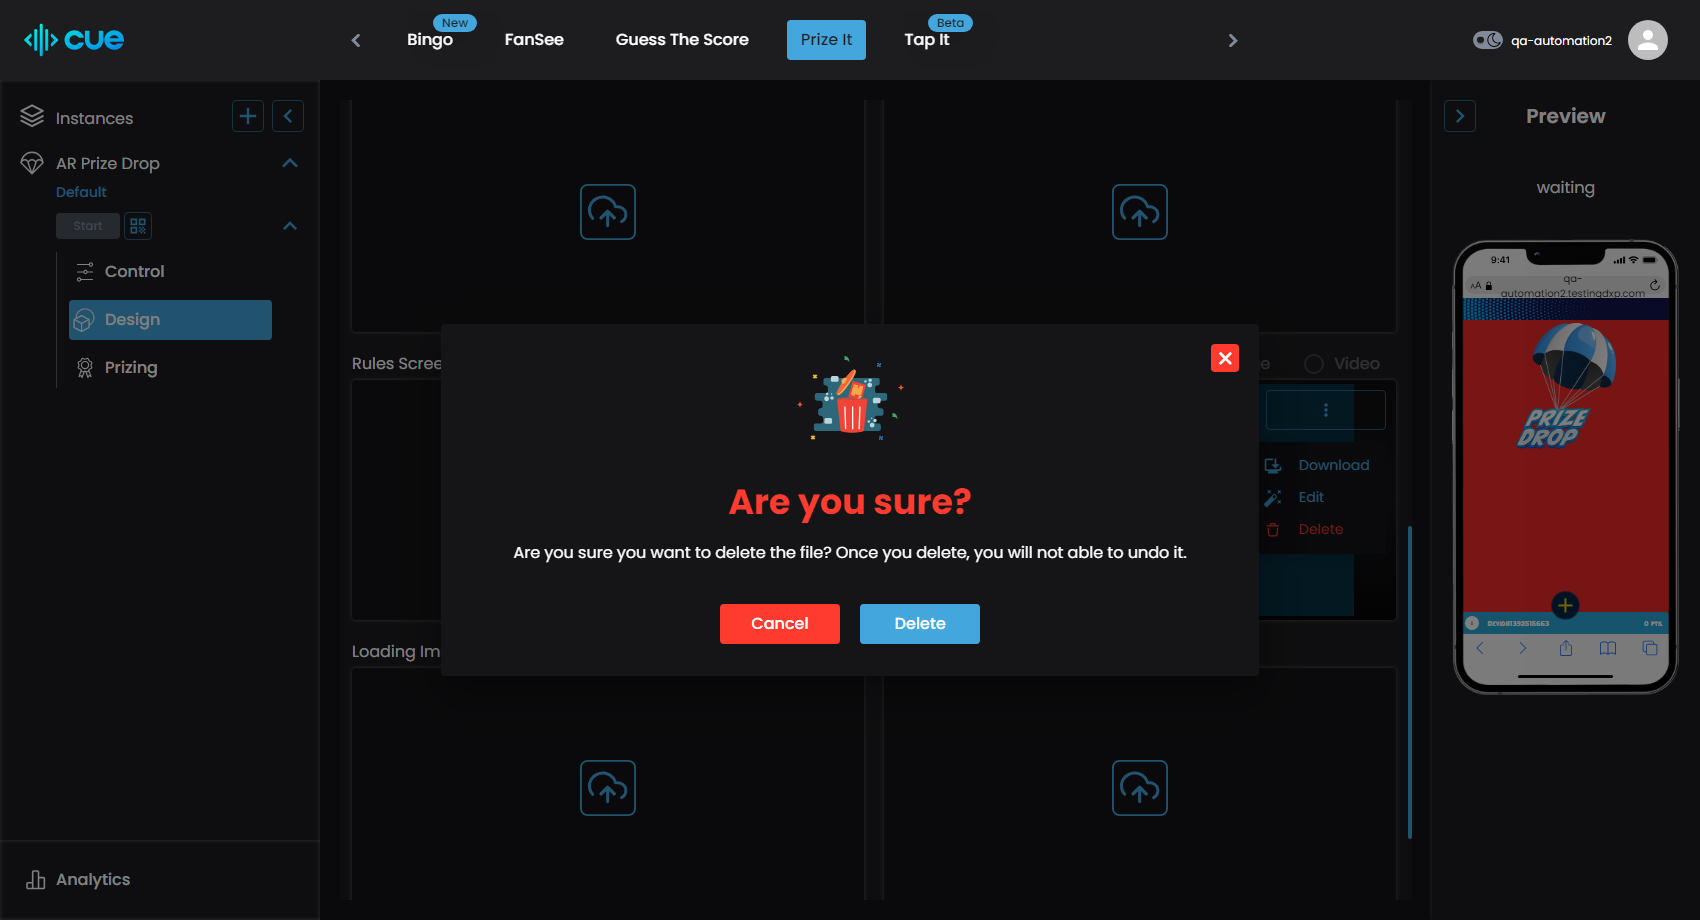 cue
Bingo
New
FanSee
Guess The Score
Prize It
Tap It
Beta
qa-automation2
Instances
AR Prize Drop
Default
Start
Control
Design
Prizing
Analytics
Rules Scree
e
Video
Download
Edit
Delete
Loading Im
Are you sure?
Are you sure you want to delete the file? Once you delete, you will not able to undo it.
Cancel
Delete
Preview
waiting
9:41
AA
qa-
automation2.testingdxp.com
PRIZE
DROP
0 PTS.